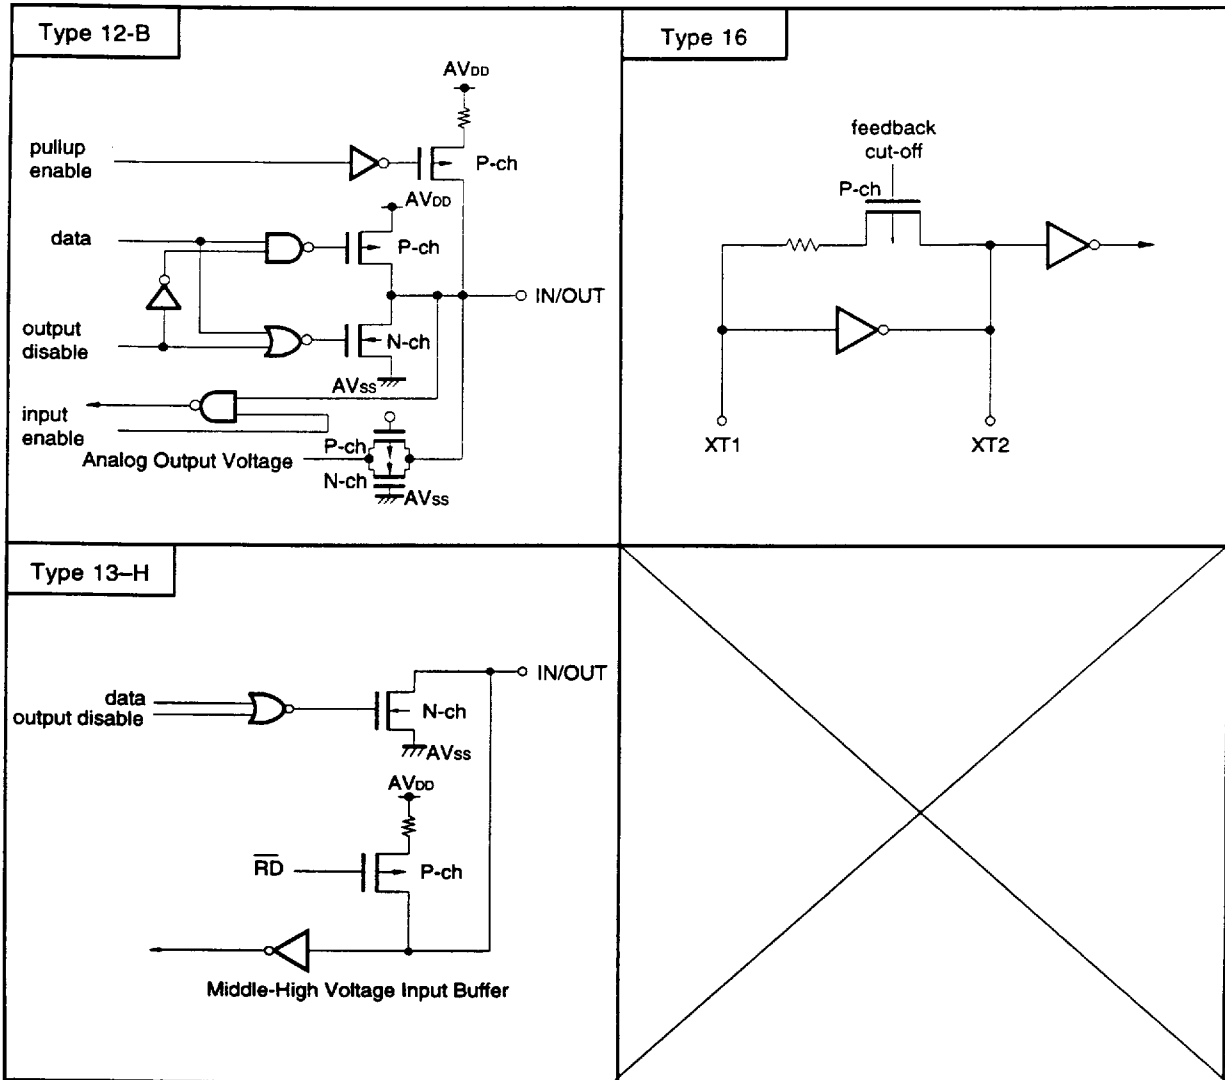 Type 12-B
AVDD
pullup
enable
P-ch
AVDD
data
P-ch
IN/OUT
output
disable
N-ch
AVSS
input
enable
P-ch
Analog Output Voltage
N-ch
AVSS
Type 16
feedback
cut-off
P-ch
XT1
XT2
Type 13–H
IN/OUT
data
output disable
N-ch
AVSS
AVDD
RD
P-ch
Middle-High Voltage Input Buffer